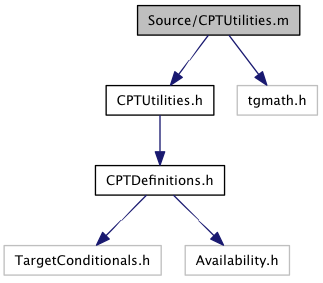 Source/CPTUtilities.m
CPTUtilities.h
tgmath.h
CPTDefinitions.h
TargetConditionals.h
Availability.h